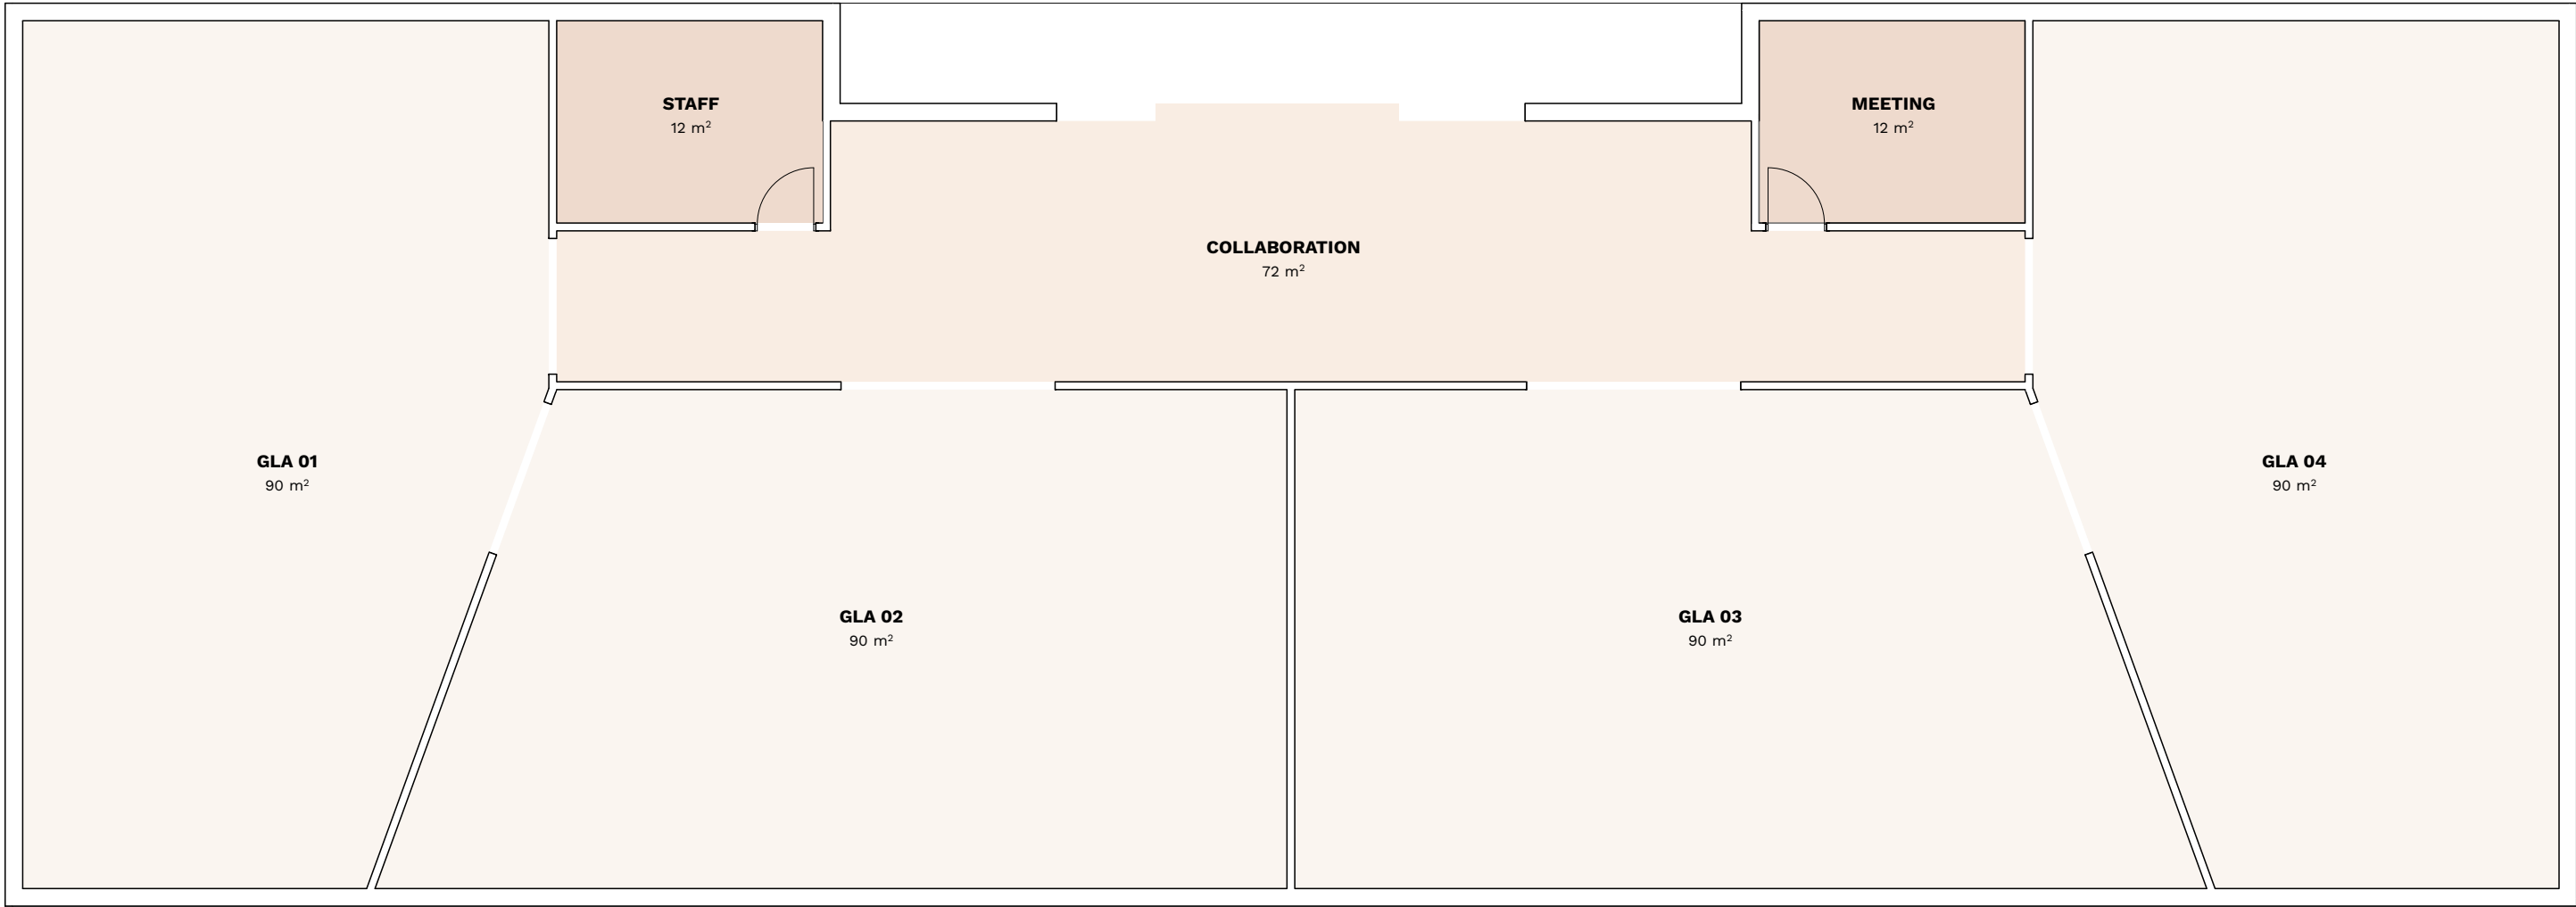 STAFF
12 m²
MEETING
12 m²
COLLABORATION
72 m²
GLA 01
90 m²
GLA 04
90 m²
GLA 02
90 m²
GLA 03
90 m²